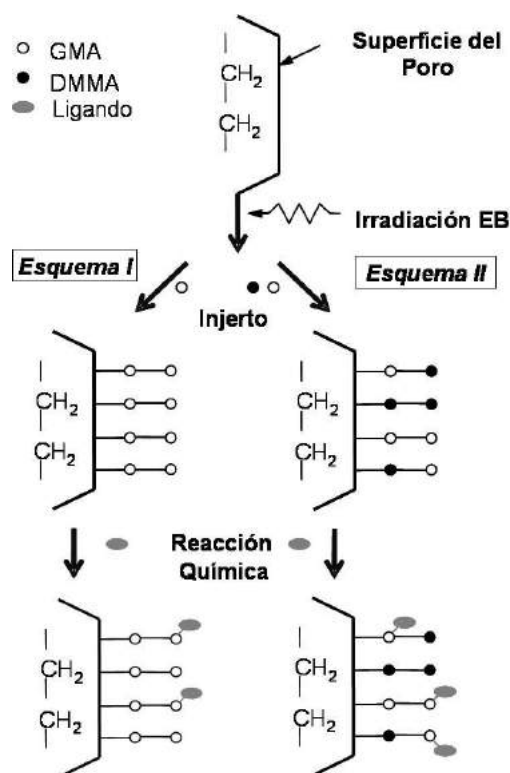 GMA
DMMA
Ligando
Superficie del
Poro
CH2
CH2
Irradiación EB
Esquema I
Esquema II
Injerto
CH2
CH2
CH2
CH2
Reacción
Química
CH2
CH2
CH2
CH2